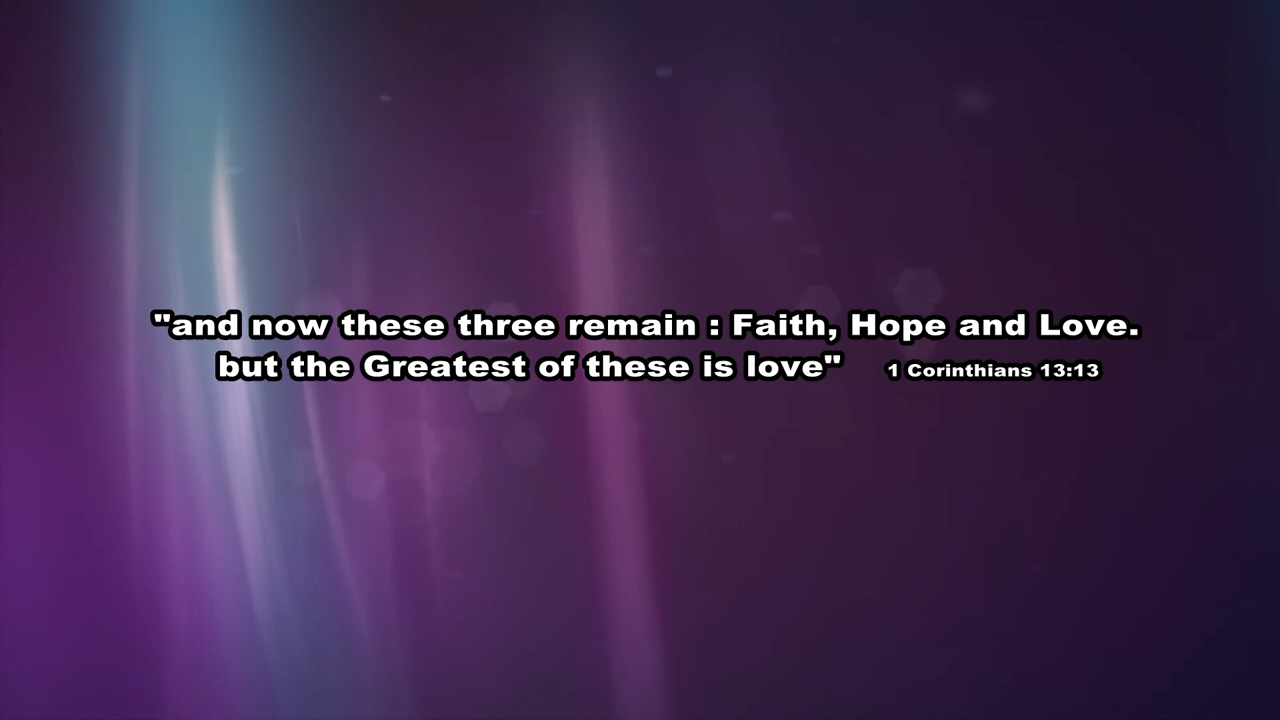 "and now these three remain : Faith, Hope and Love.
but the Greatest of these is love" 1 Corinthians 13:13